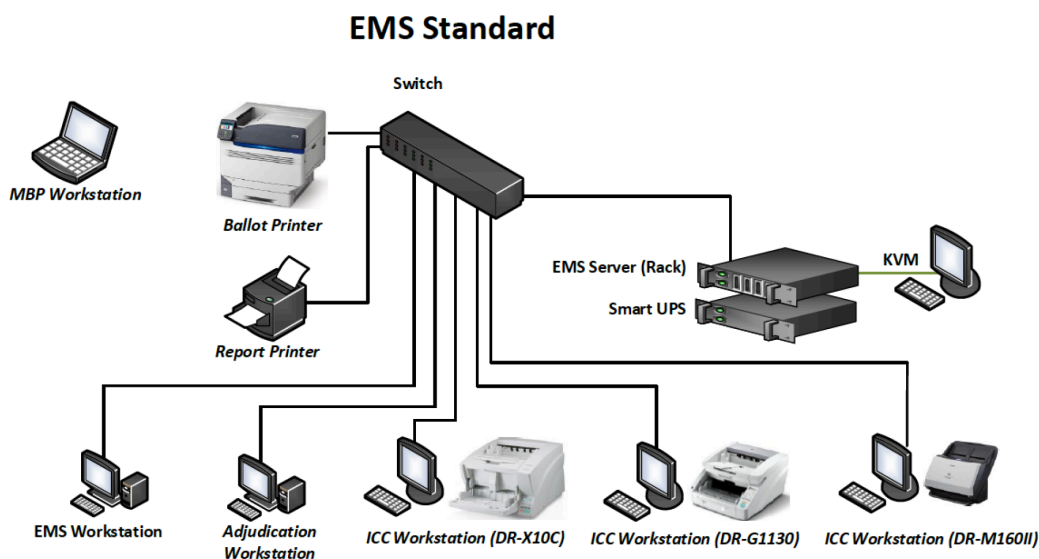 EMS Standard
Switch
MBP Workstation
Ballot Printer
EMS Server (Rack)
KVM
Smart UPS
Report Printer
EMS Workstation
Adjudication
Workstation
ICC Workstation (DR-X10C)
ICC Workstation (DR-G1130)
ICC Workstation (DR-M160II)